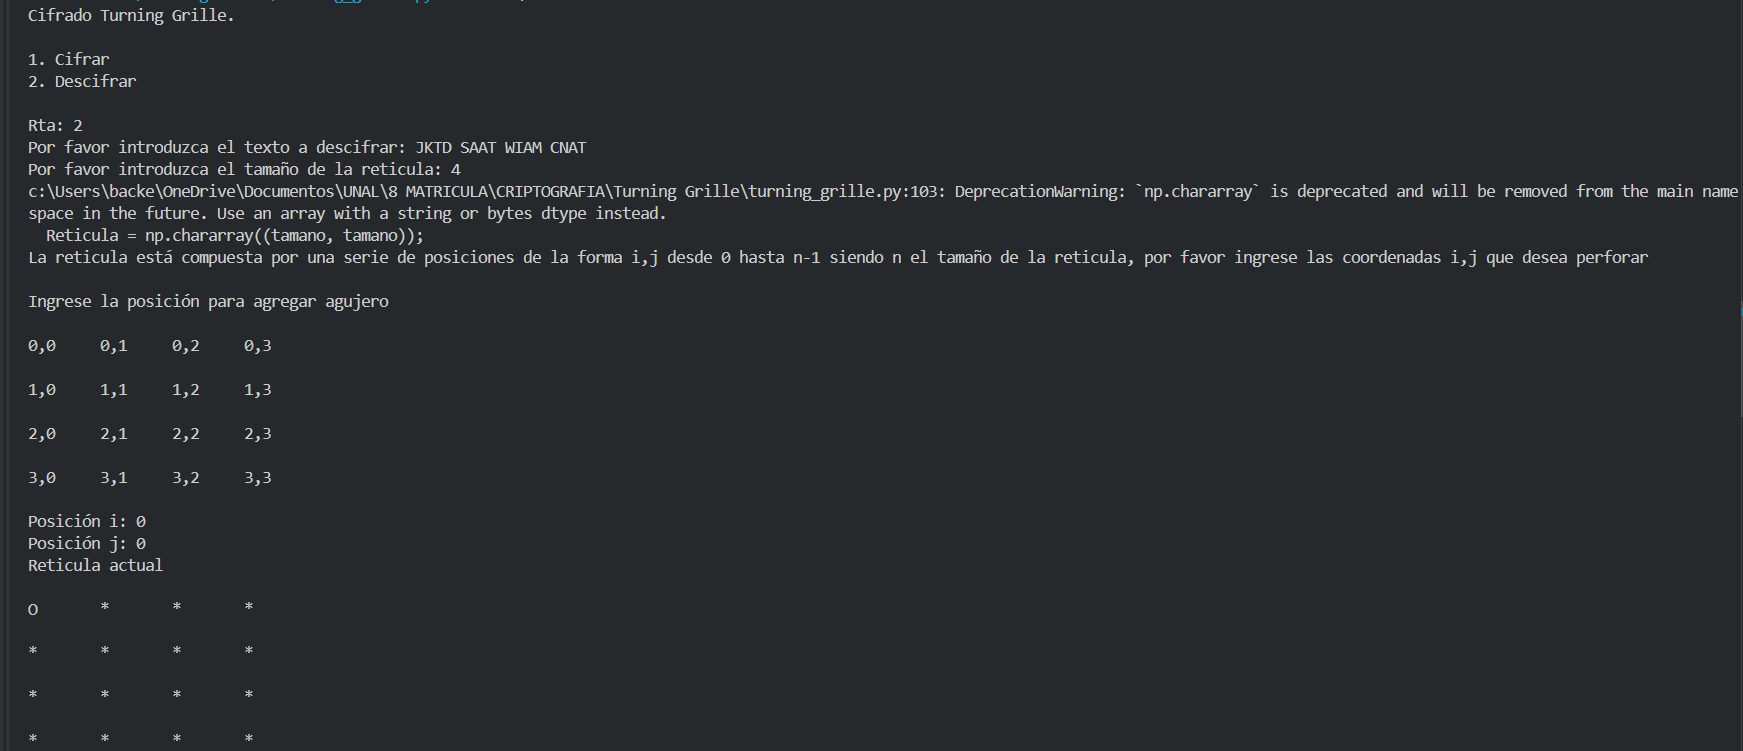 Cifrado Turning Grille.
1. Cifrar
2. Descifrar
Rta: 2
Por favor introduzca el texto a descifrar: JKTD SAAT WIAM CNAT
Por favor introduzca el tamaño de la reticula: 4
c:\Users\backe\OneDrive\Documentos\UNAL\8 MATRICULA\CRIPTOGRAFIA\Turning Grille\turning_grille.py:103: DeprecationWarning: `np.chararray` is deprecated and will be removed from the main name
space in the future. Use an array with a string or bytes dtype instead.
  Reticula = np.chararray((tamano, tamano));
La reticula está compuesta por una serie de posiciones de la forma i,j desde 0 hasta n-1 siendo n el tamaño de la reticula, por favor ingrese las coordenadas i,j que desea perforar
Ingrese la posición para agregar agujero
0,0     0,1     0,2     0,3
1,0     1,1     1,2     1,3
2,0     2,1     2,2     2,3
3,0     3,1     3,2     3,3
Posición i: 0
Posición j: 0
Reticula actual
O       *       *       *
*       *       *       *
*       *       *       *
*       *       *       *